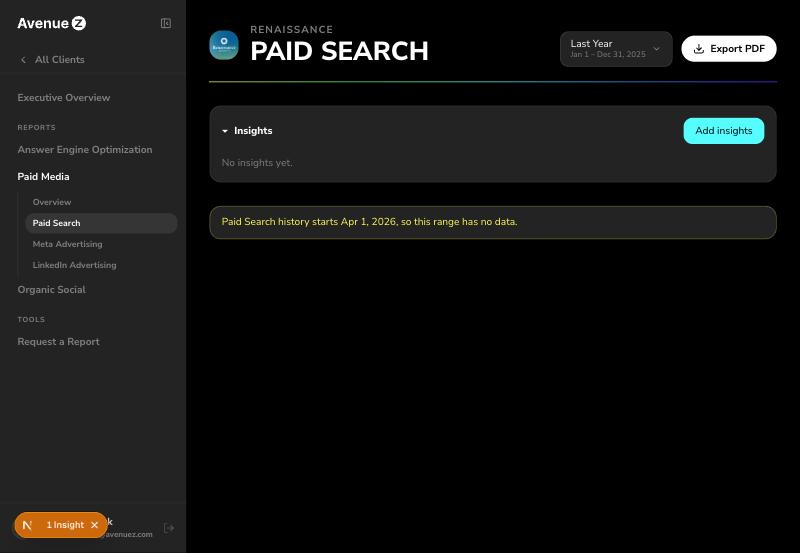 Avenue Z
All Clients
Executive Overview
REPORTS
Answer Engine Optimization
Paid Media
Overview
Paid Search
Meta Advertising
LinkedIn Advertising
Organic Social
TOOLS
Request a Report
N 1 Insight
k
@avenuez.com
RENAISSANCE
PAID SEARCH
Last Year
Jan 1 – Dec 31, 2025
Export PDF
Insights
Add insights
No insights yet.
Paid Search history starts Apr 1, 2026, so this range has no data.